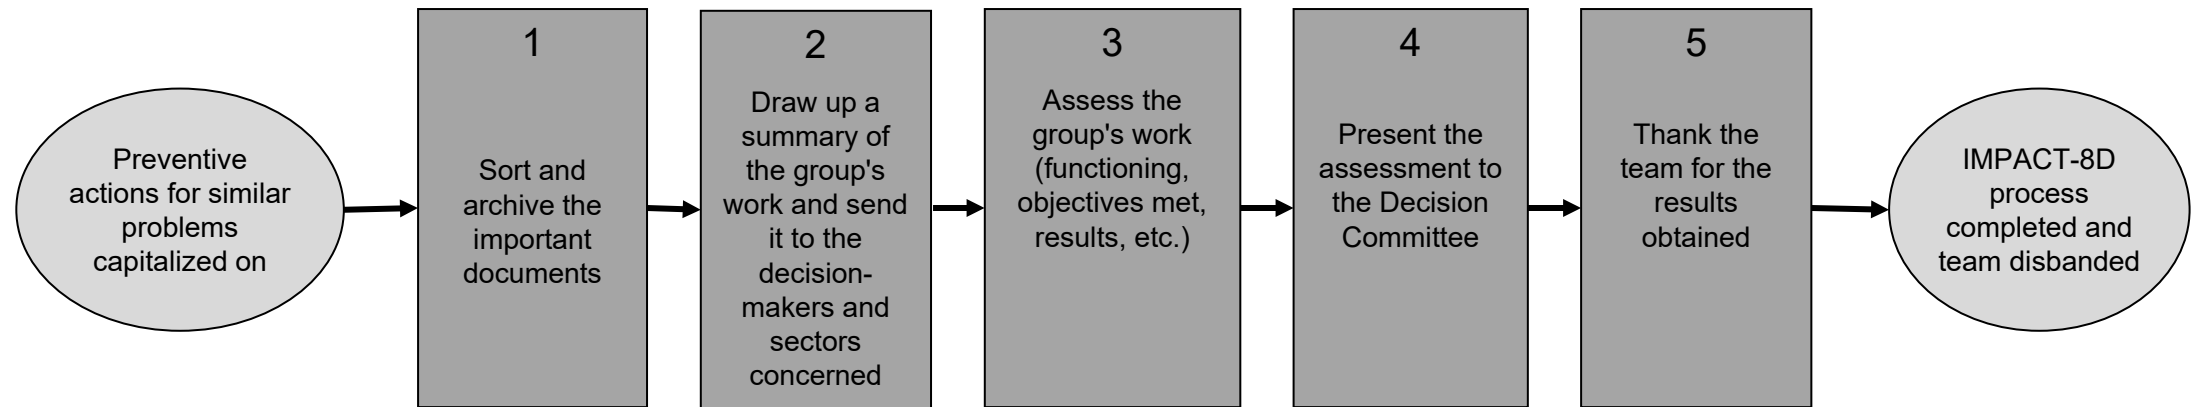 Preventive
actions for similar
problems
capitalized on
1
Sort and
archive the
important
documents
2
Draw up a
summary of
the group's
work and send
it to the
decision-
makers and
sectors
concerned
3
Assess the
group's work
(functioning,
objectives met,
results, etc.)
4
Present the
assessment to
the Decision
Committee
5
Thank the
team for the
results
obtained
IMPACT-8D
process
completed and
team disbanded